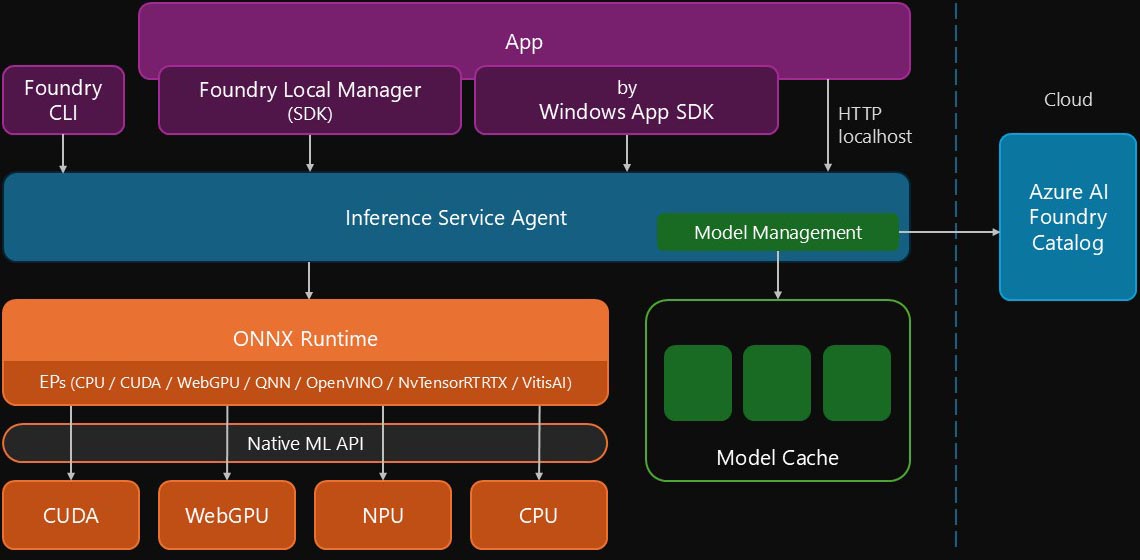 App
Foundry
CLI
Foundry Local Manager
(SDK)
by
Windows App SDK
HTTP
localhost
Cloud
Azure AI
Foundry
Catalog
Inference Service Agent
Model Management
ONNX Runtime
EPs (CPU / CUDA / WebGPU / QNN / OpenVINO / NvTensorRTRTX / VitisAI)
Native ML API
Model Cache
CUDA
WebGPU
NPU
CPU